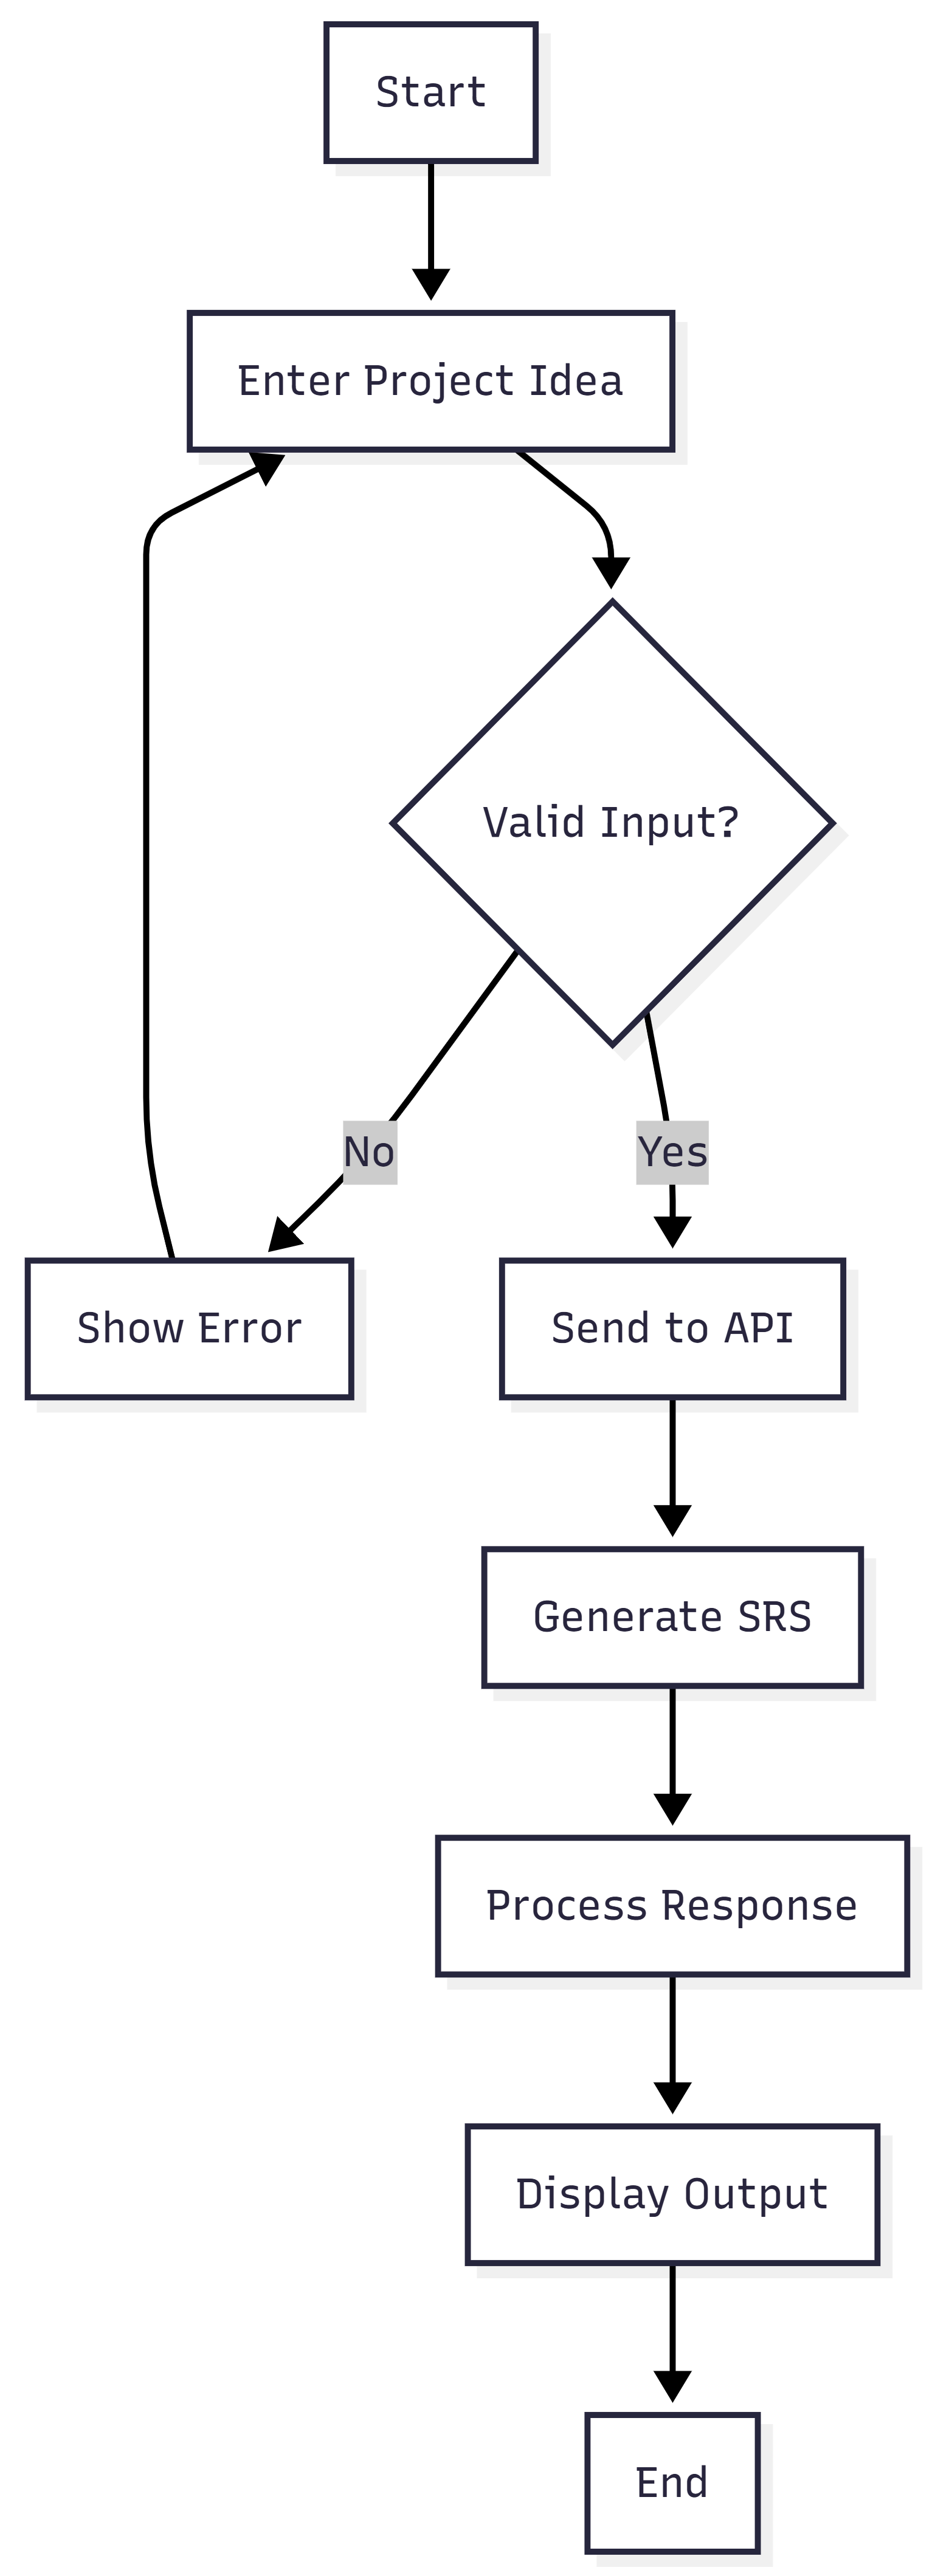 Start
Enter Project Idea
Valid Input?
No
Yes
Show Error
Send to API
Generate SRS
Process Response
Display Output
End